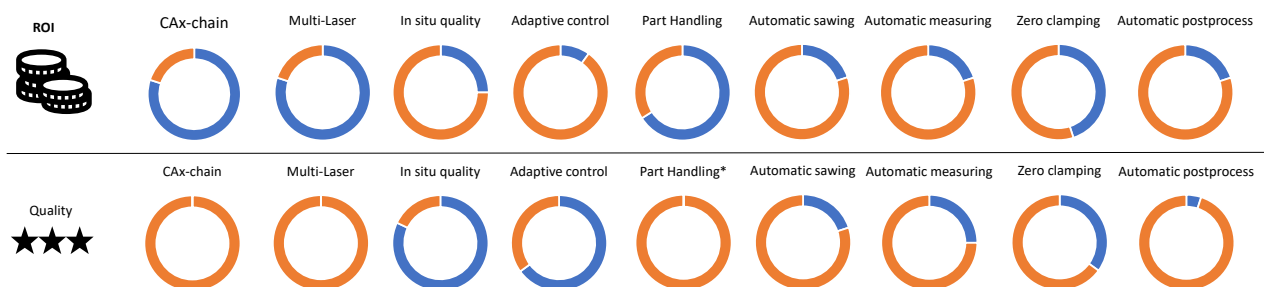 ROI
CAx-chain
Multi-Laser
In situ quality
Adaptive control
Part Handling
Automatic sawing
Automatic measuring
Zero clamping
Automatic postprocess
Quality
CAx-chain
Multi-Laser
In situ quality
Adaptive control
Part Handling*
Automatic sawing
Automatic measuring
Zero clamping
Automatic postprocess